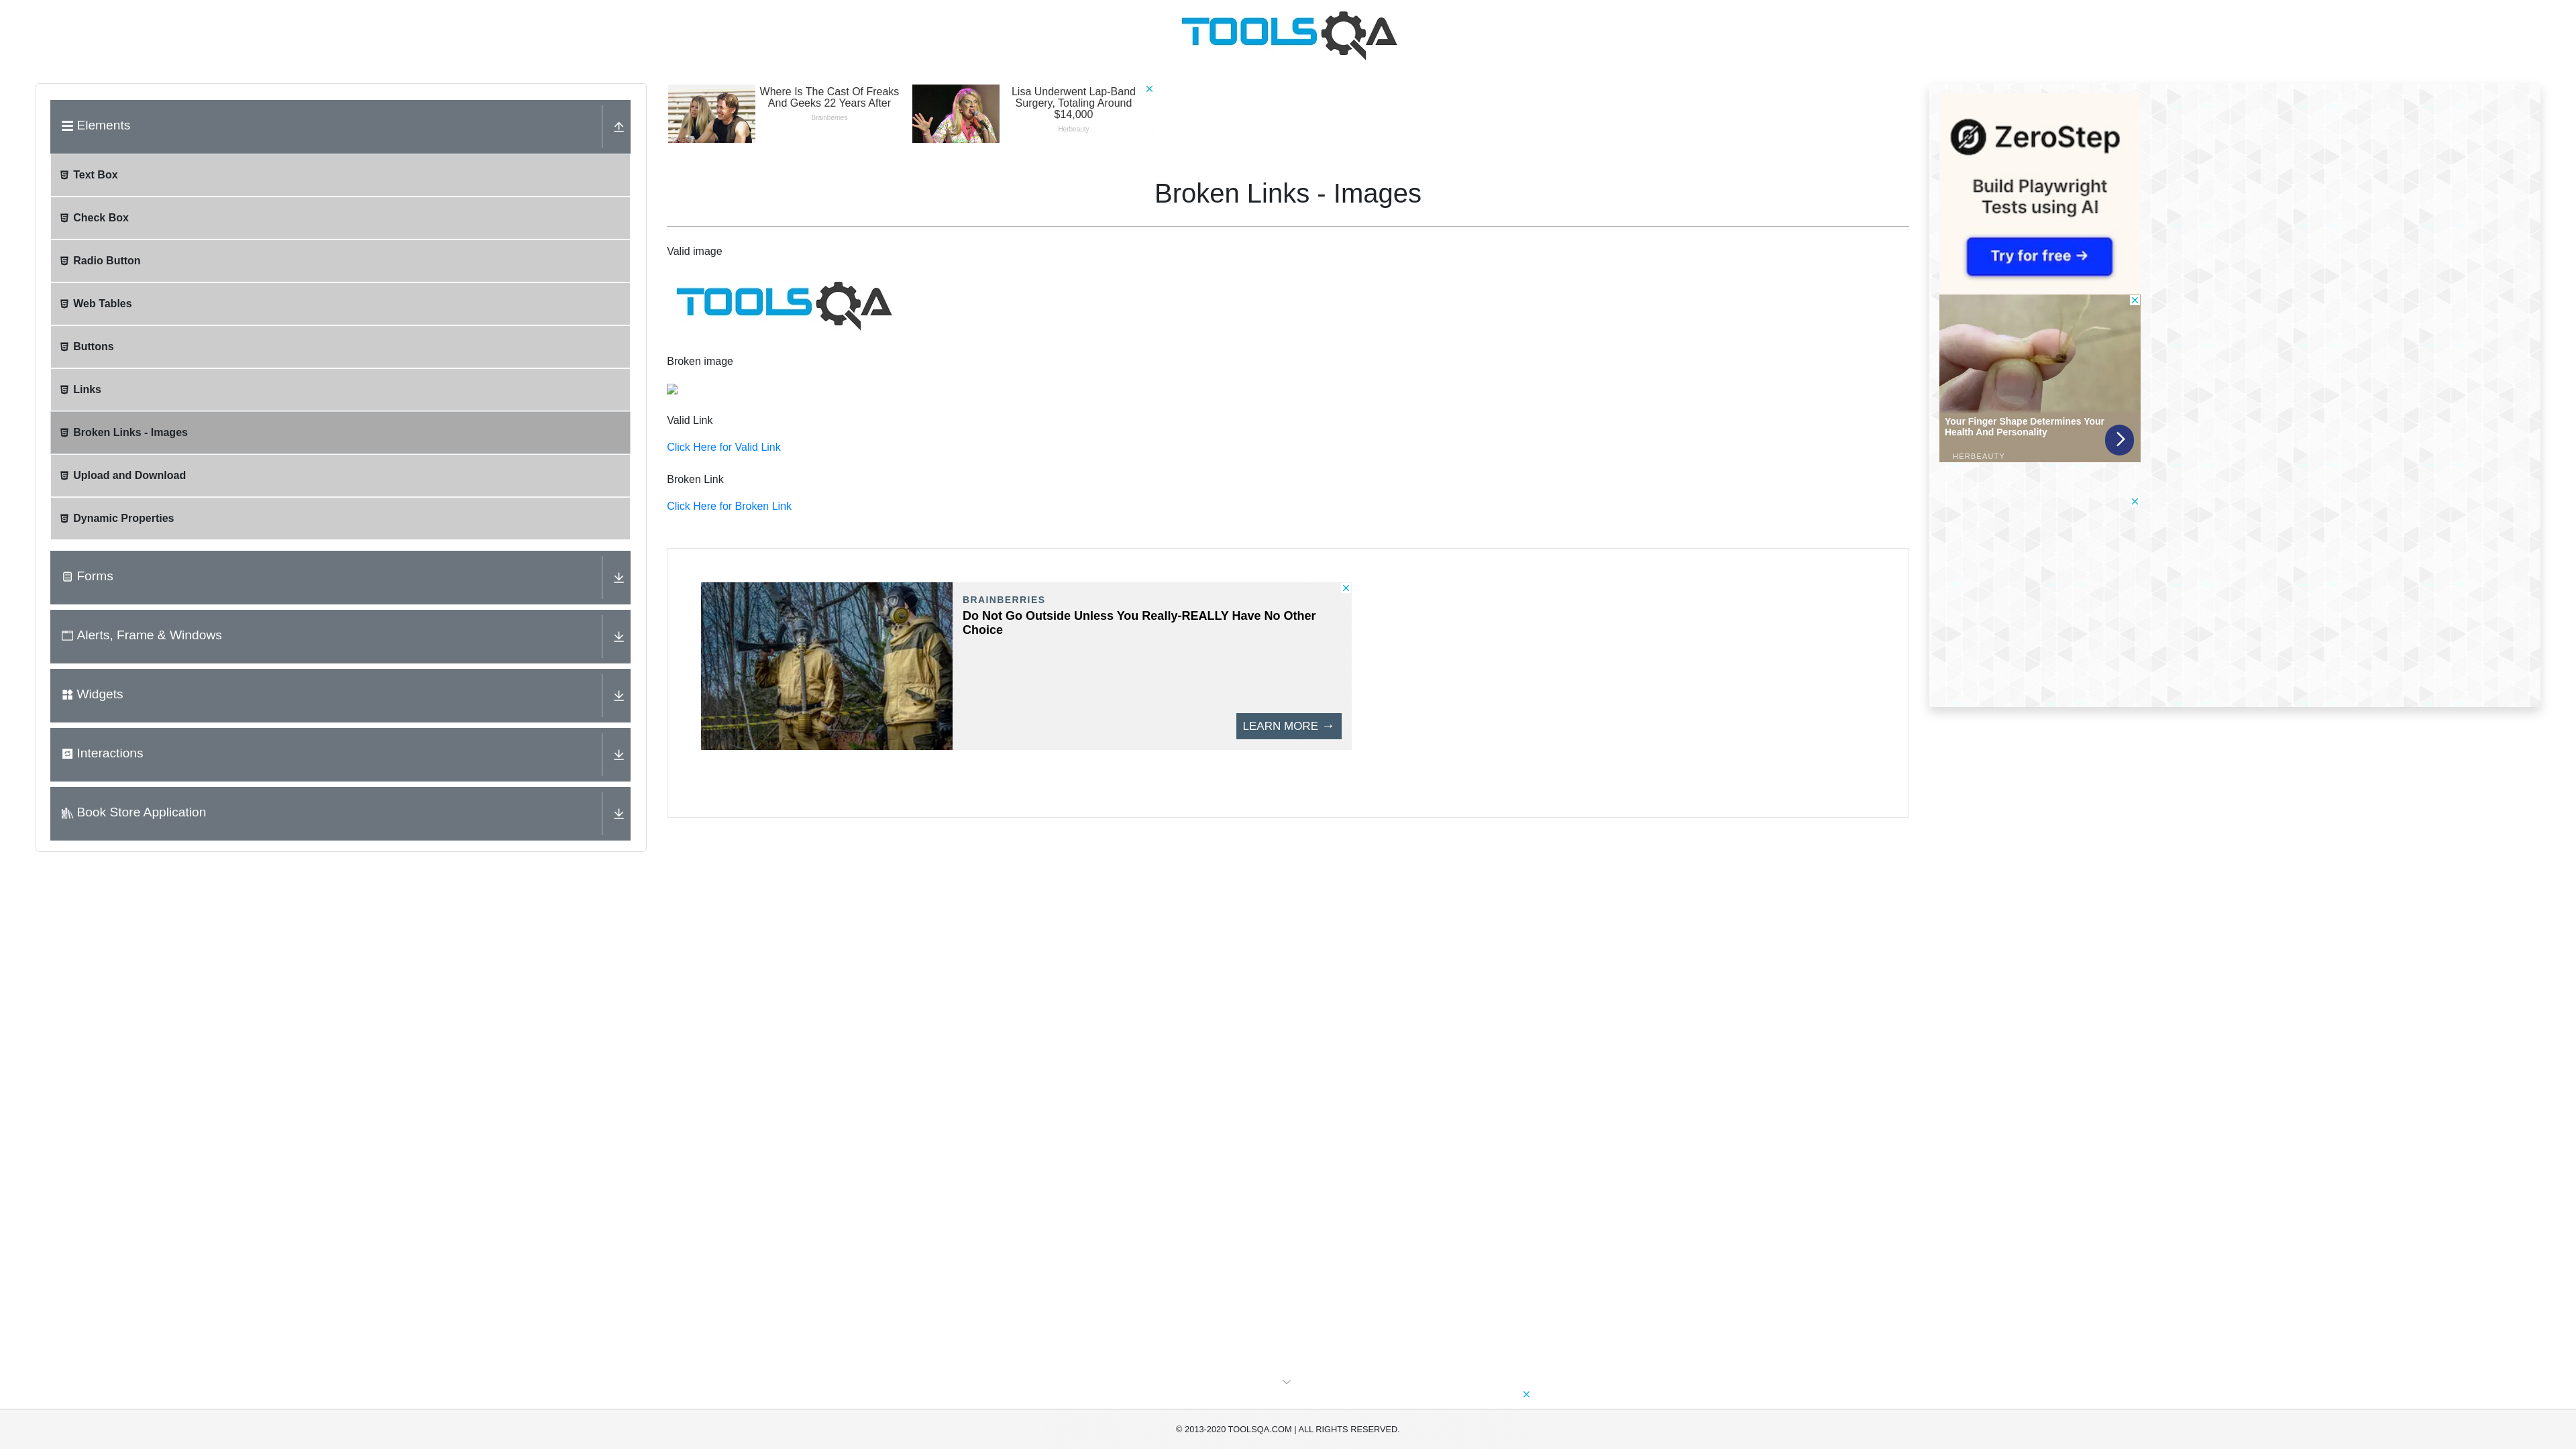 TOOLSQA
Elements
Text Box
Check Box
Radio Button
Web Tables
Buttons
Links
Broken Links - Images
Upload and Download
Dynamic Properties
Forms
Alerts, Frame & Windows
Widgets
Interactions
Book Store Application
Where Is The Cast Of Freaks
And Geeks 22 Years After
Brainberries
Lisa Underwent Lap-Band
Surgery, Totaling Around
$14,000
Herbeauty
Broken Links - Images
Valid image
TOOLSQA
Broken image
Valid Link
Click Here for Valid Link
Broken Link
Click Here for Broken Link
BRAINBERRIES
Do Not Go Outside Unless You Really-REALLY Have No Other
Choice
LEARN MORE →
ZeroStep
Build Playwright
Tests using AI
Try for free →
Your Finger Shape Determines Your
Health And Personality
HERBEAUTY
© 2013-2020 TOOLSQA.COM | ALL RIGHTS RESERVED.